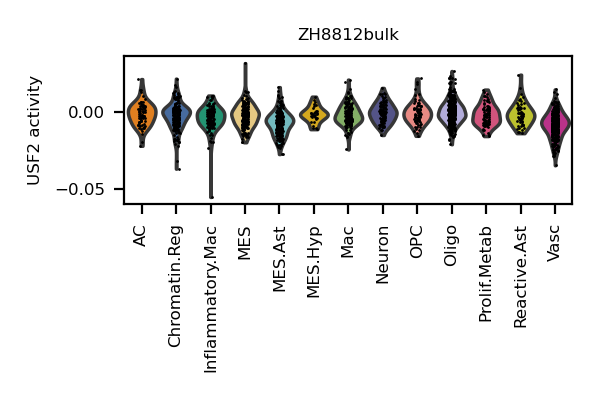 ZH8812bulk
USF2 activity
0.00
−0.05
AC
Chromatin.Reg
Inflammatory.Mac
MES
MES.Ast
MES.Hyp
Mac
Neuron
OPC
Oligo
Prolif.Metab
Reactive.Ast
Vasc